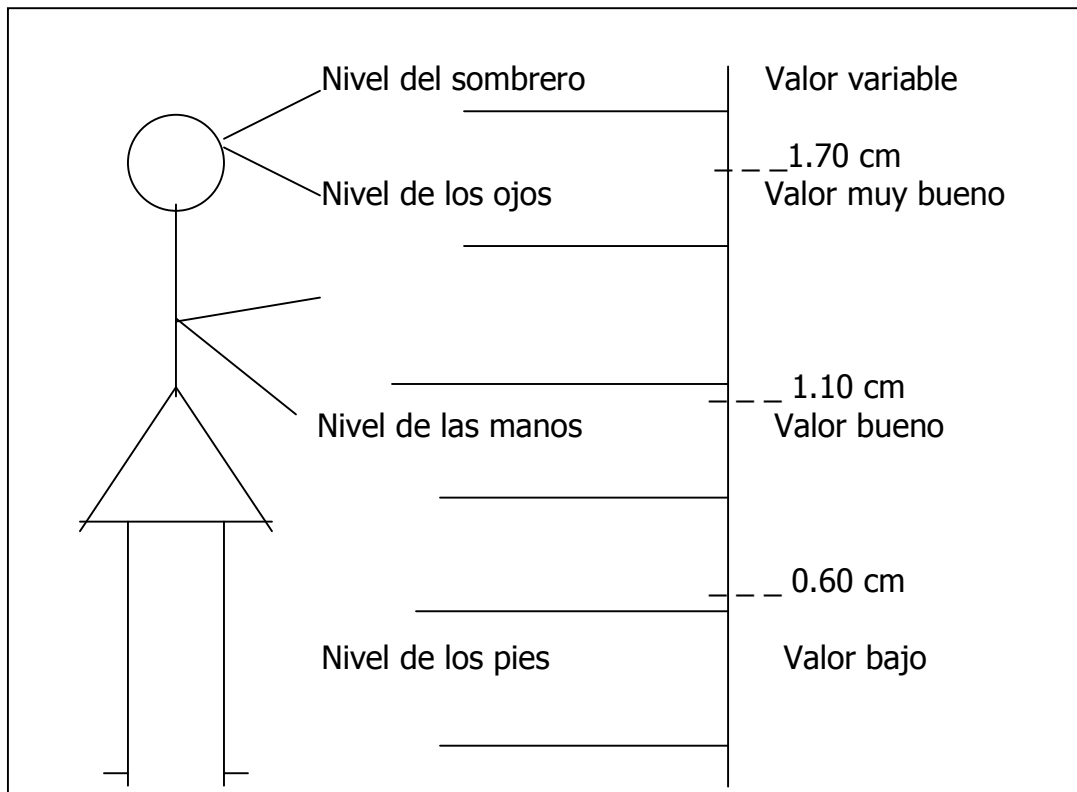 Nivel del sombrero
Valor variable
1.70 cm
Nivel de los ojos
Valor muy bueno
1.10 cm
Nivel de las manos
Valor bueno
0.60 cm
Nivel de los pies
Valor bajo